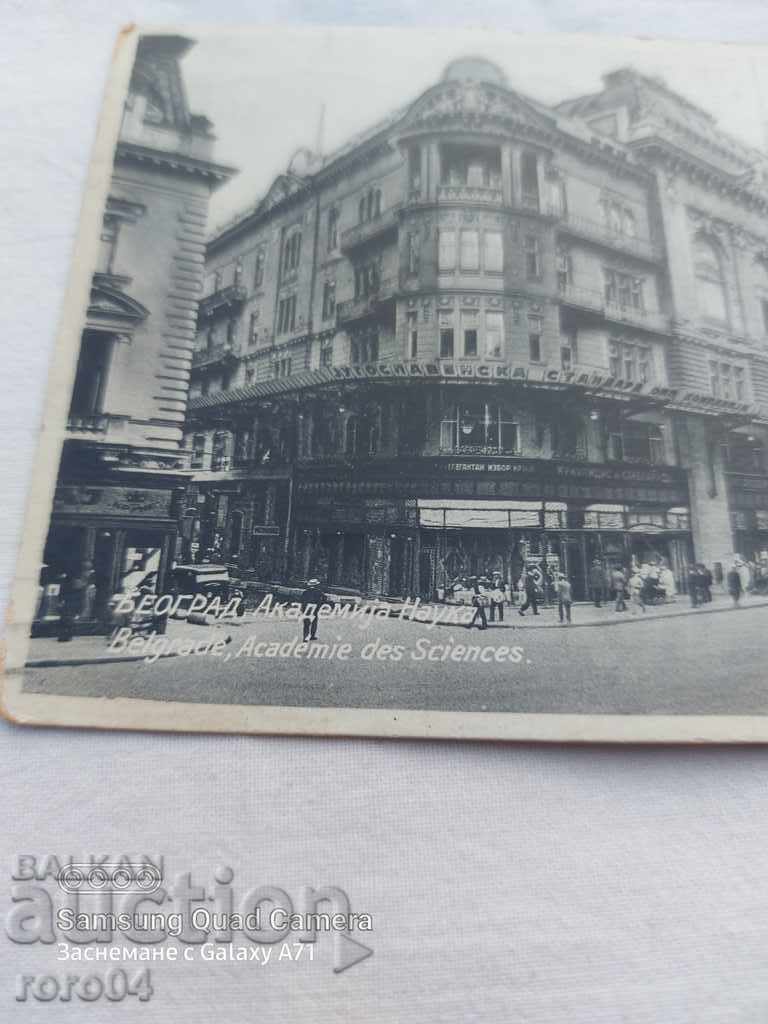 ЈУГОСЛАВЕНСКА СТАНДАРД
ЕЛЕГАНТАН ИЗБОР
БЕОГРАД, Академија Наука
Belgrade, Académie des Sciences.
BALKAN
auction
Samsung Quad Camera
Заснемане с Galaxy A71
roro04